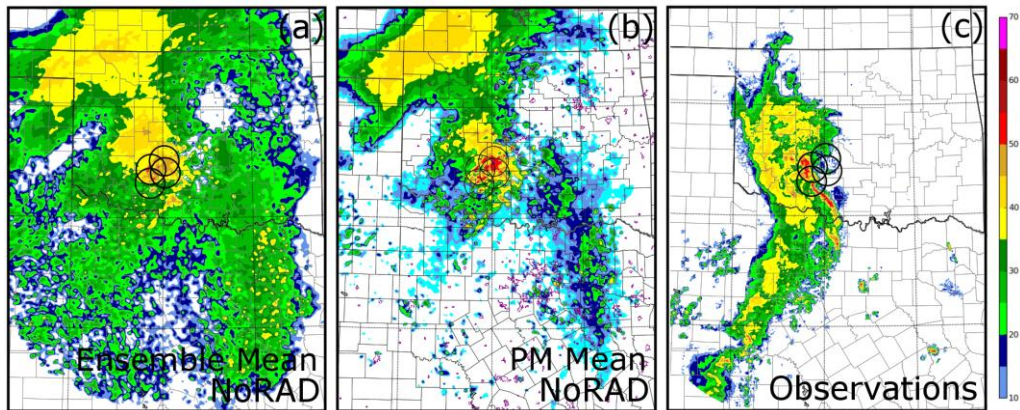 (a)
Ensemble Mean
NoRAD
(b)
PM Mean
NoRAD
(c)
Observations
70
60
50
40
30
20
10